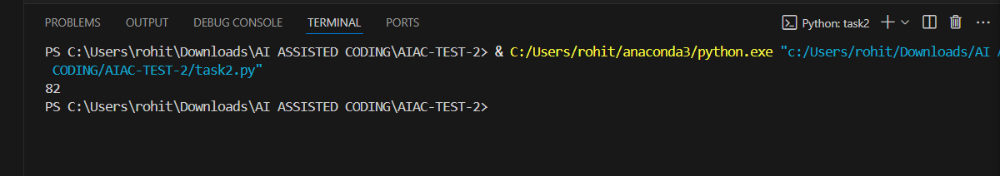 PROBLEMS OUTPUT DEBUG CONSOLE TERMINAL PORTS Python: task2
PS C:\Users\rohit\Downloads\AI ASSISTED CODING\AIAC-TEST-2> & C:/Users/rohit/anaconda3/python.exe "c:/Users/rohit/Downloads/AI
CODING/AIAC-TEST-2/task2.py"
82
PS C:\Users\rohit\Downloads\AI ASSISTED CODING\AIAC-TEST-2>